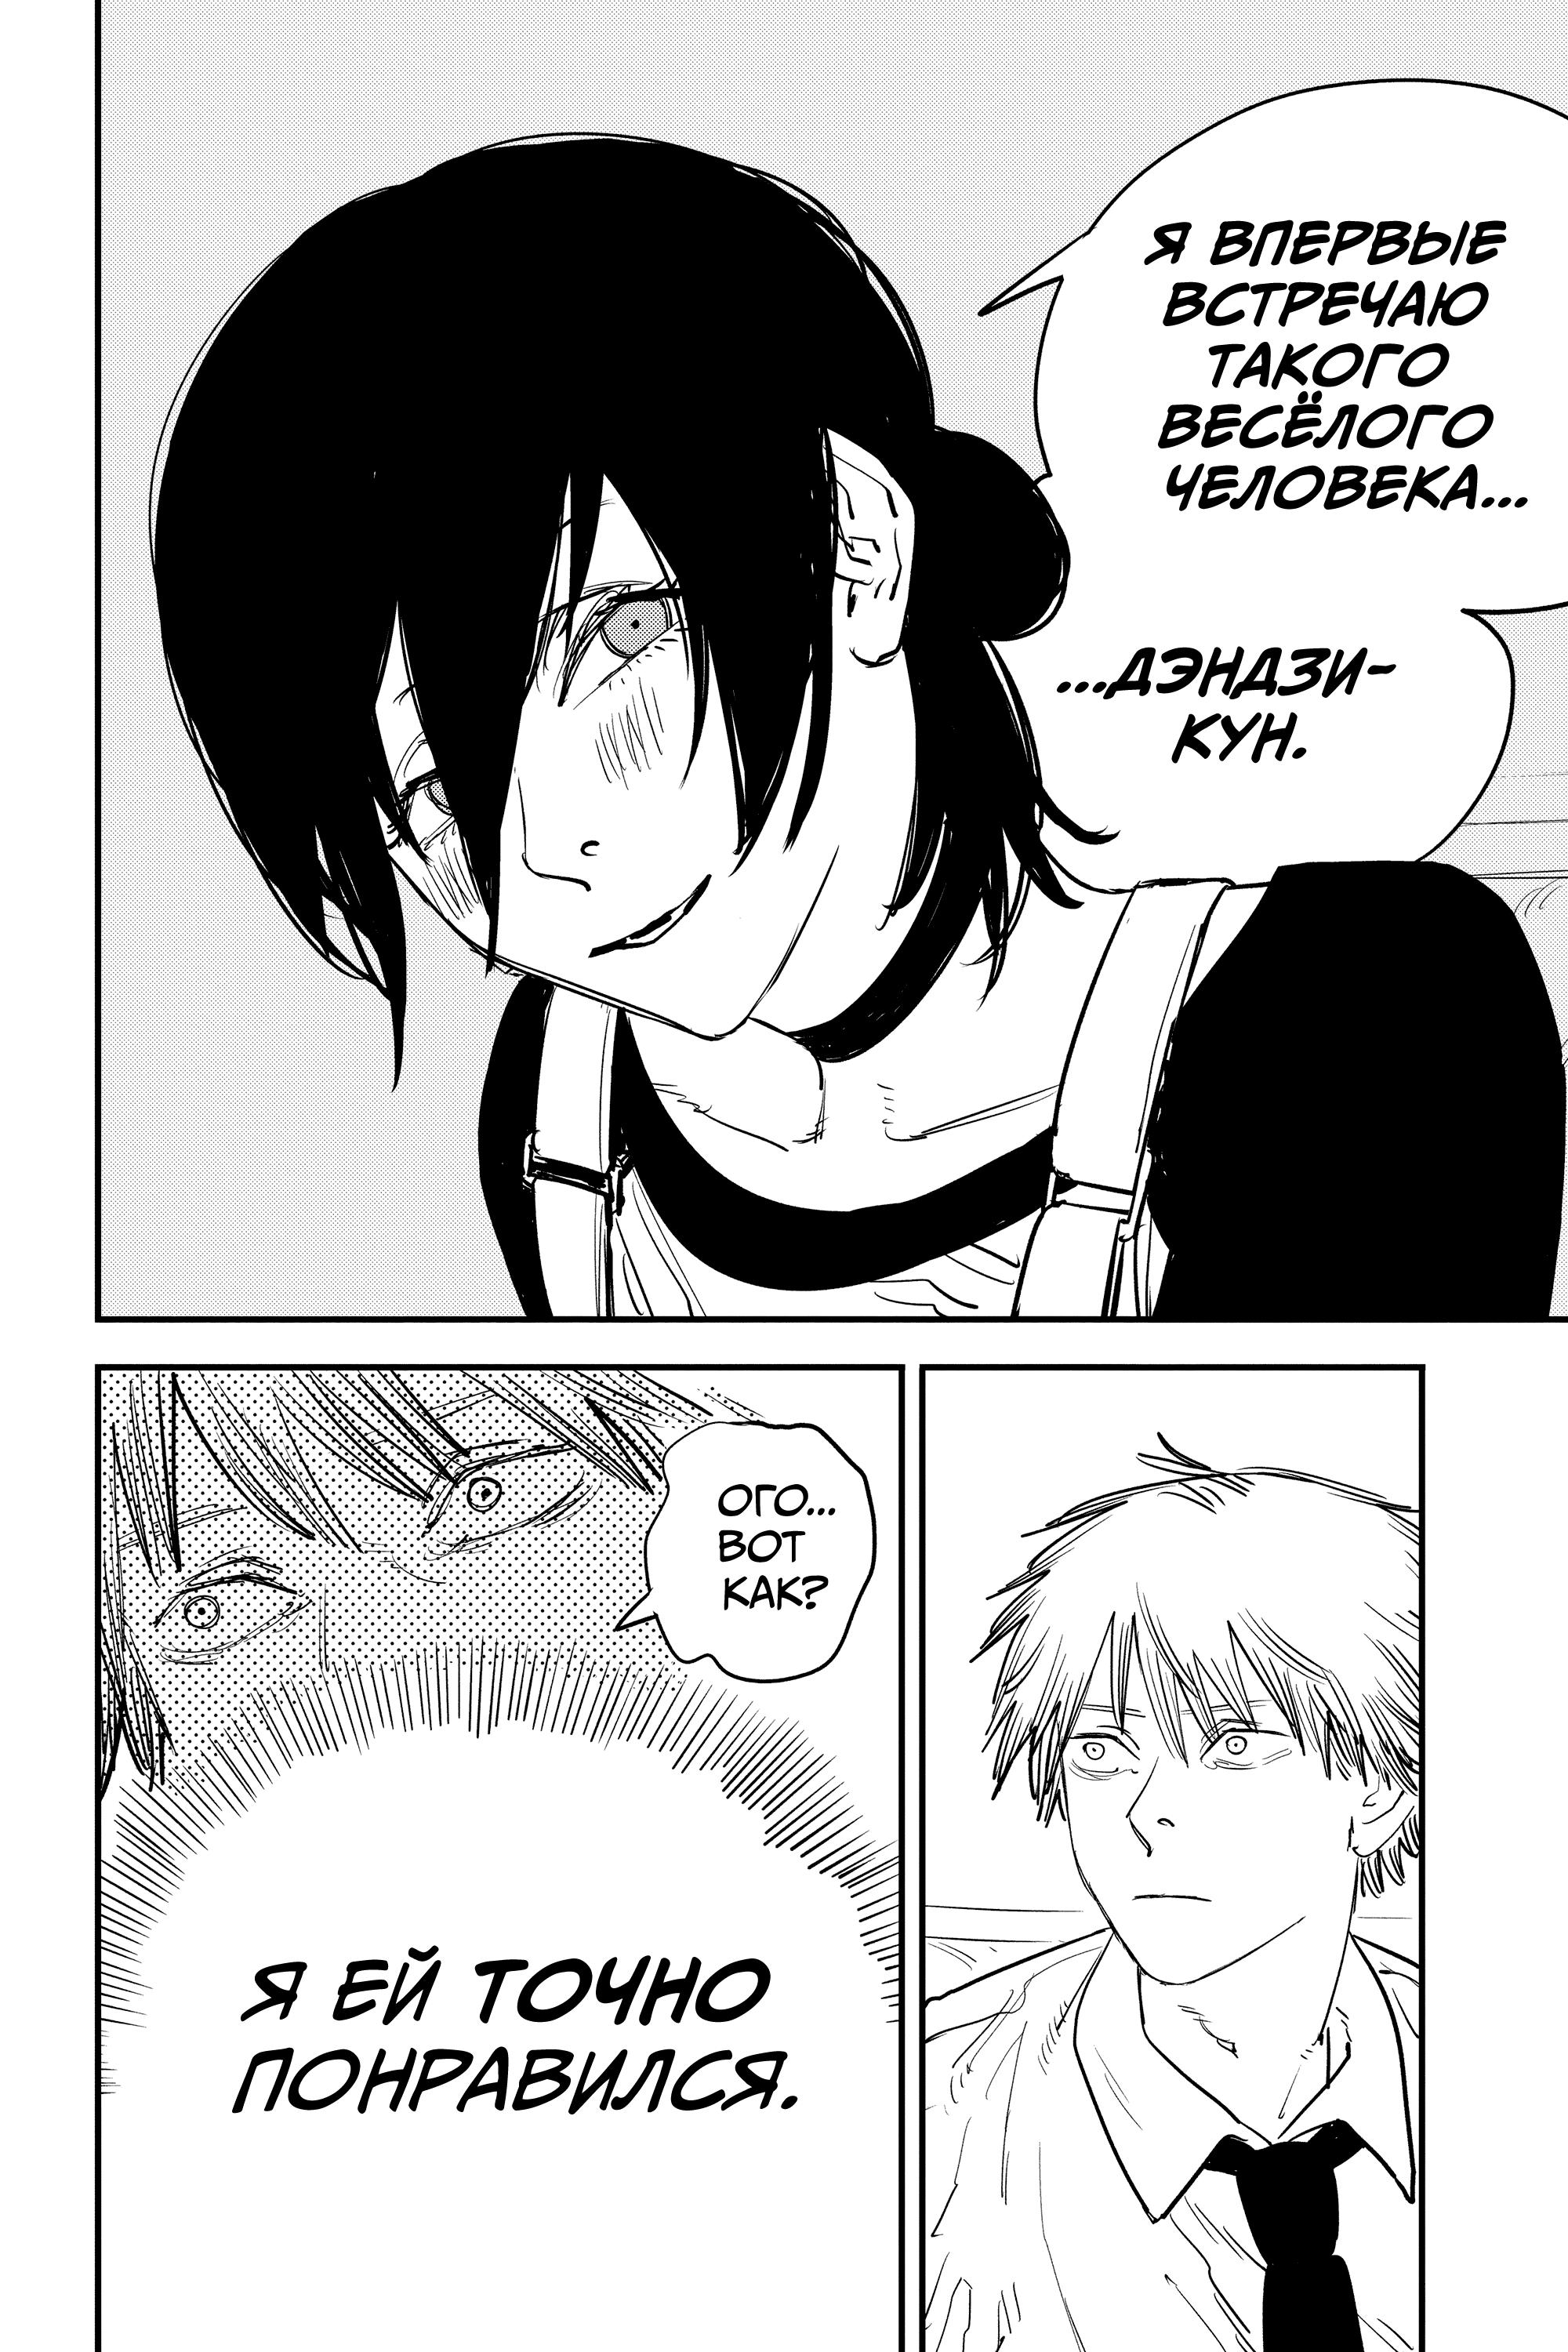 Я ВПЕРВЫЕ
ВСТРЕЧАЮ
ТАКОГО
ВЕСЁЛОГО
ЧЕЛОВЕКА...
...ДЭНДЗИ-
КУН.
ОГО...
ВОТ
КАК?
Я ЕЙ ТОЧНО
ПОНРАВИЛСЯ.